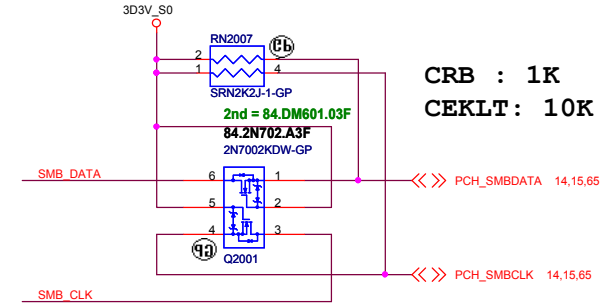 3D3V_S0
RN2007
2
1
3
4
SRN2K2J-1-GP
CRB : 1K
CEKLT: 10K
2nd = 84.DM601.03F
84.2N702.A3F
2N7002KDW-GP
SMB_DATA
6
1
PCH_SMBDATA 14,15,65
5
2
4
3
Q2001
PCH_SMBCLK 14,15,65
SMB_CLK